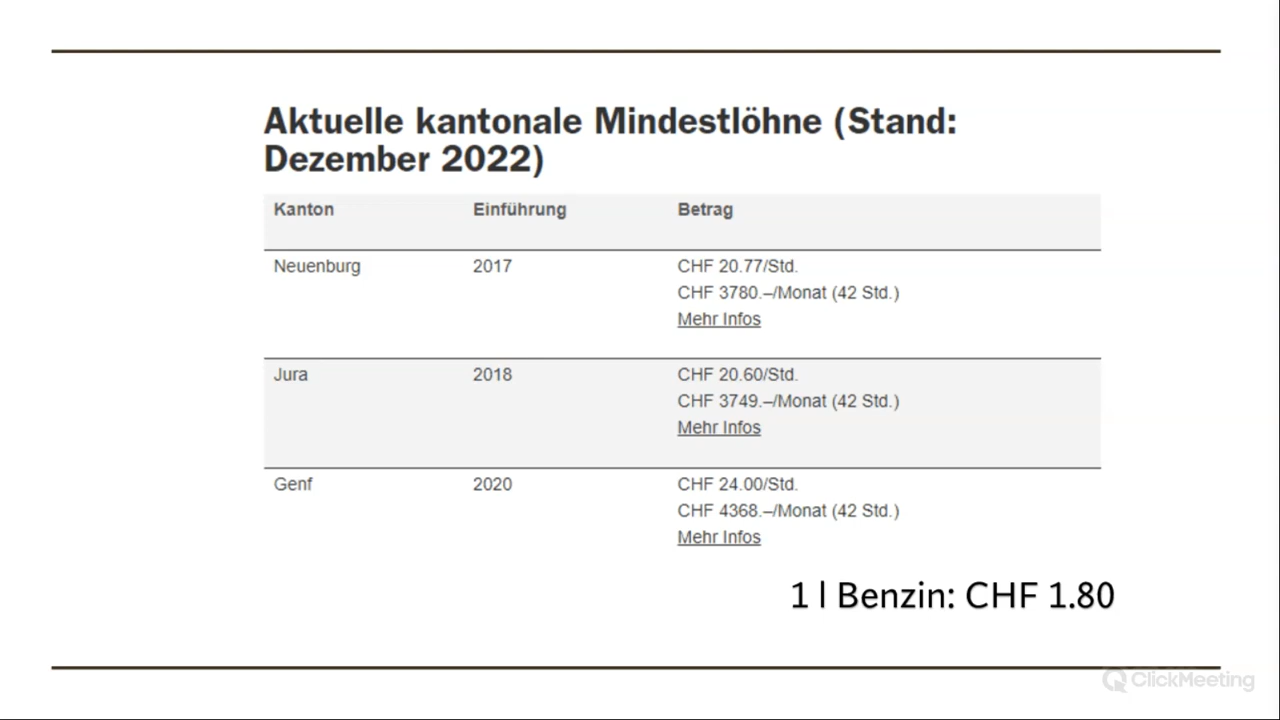 Aktuelle kantonale Mindestlöhne (Stand:
Dezember 2022)
Kanton Einführung Betrag
Neuenburg 2017 CHF 20.77/Std.
CHF 3780.–/Monat (42 Std.)
Mehr Infos
Jura 2018 CHF 20.60/Std.
CHF 3749.–/Monat (42 Std.)
Mehr Infos
Genf 2020 CHF 24.00/Std.
CHF 4368.–/Monat (42 Std.)
Mehr Infos
1 l Benzin: CHF 1.80
ClickMeeting